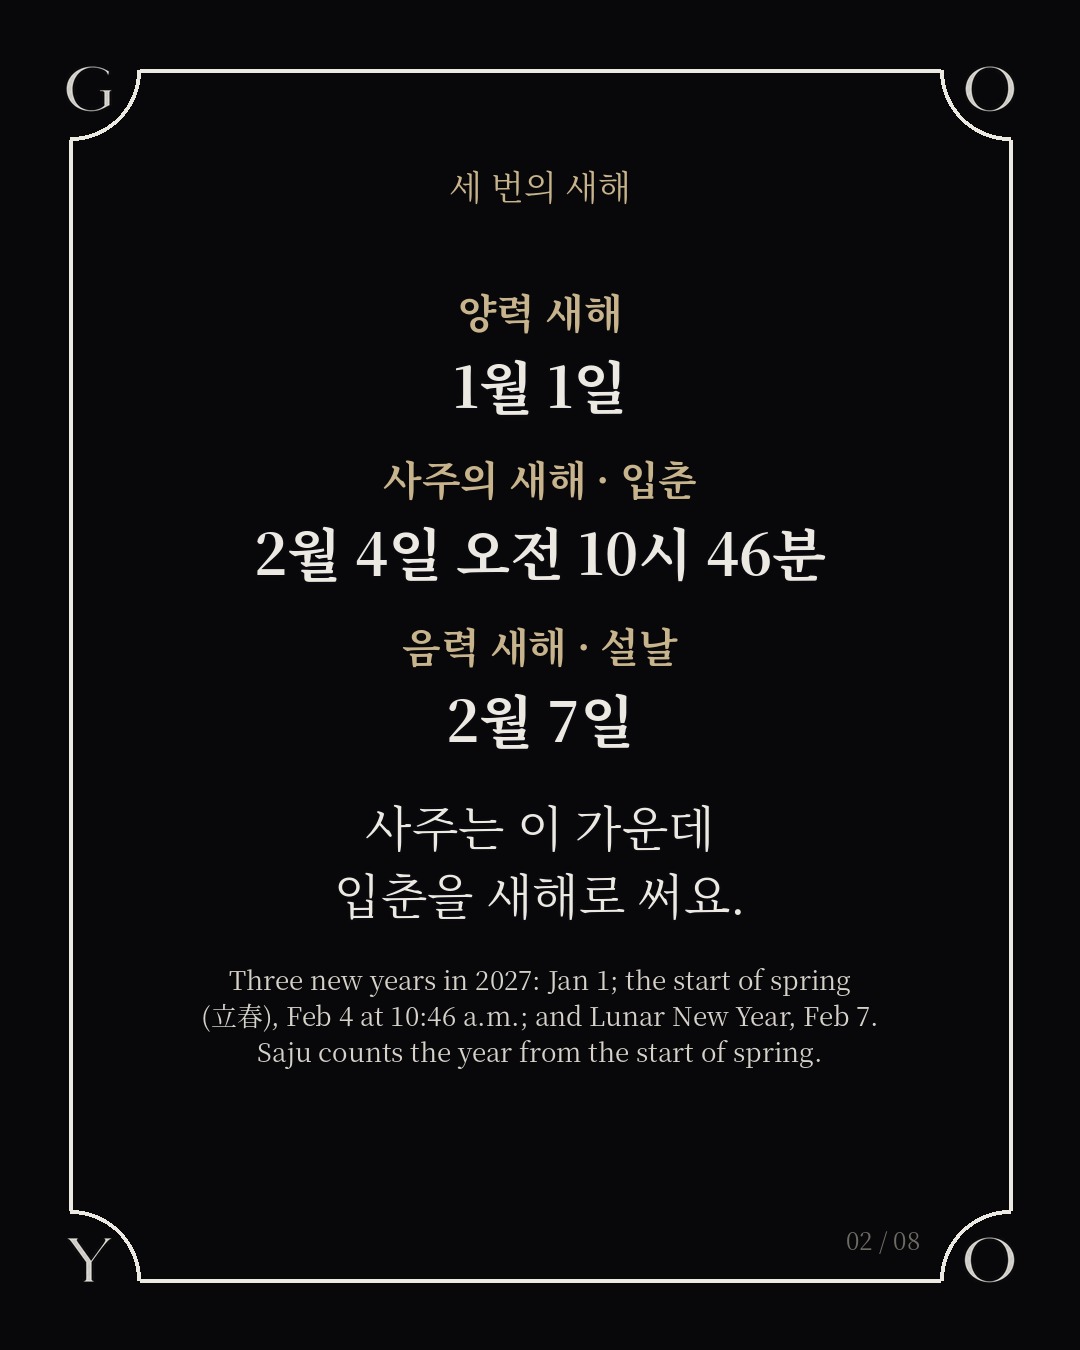 G O
세 번의 새해
양력 새해
1월 1일
사주의 새해 · 입춘
2월 4일 오전 10시 46분
음력 새해 · 설날
2월 7일
사주는 이 가운데
입춘을 새해로 써요.
Three new years in 2027: Jan 1; the start of spring
(立春), Feb 4 at 10:46 a.m.; and Lunar New Year, Feb 7.
Saju counts the year from the start of spring.
02 / 08
Y O